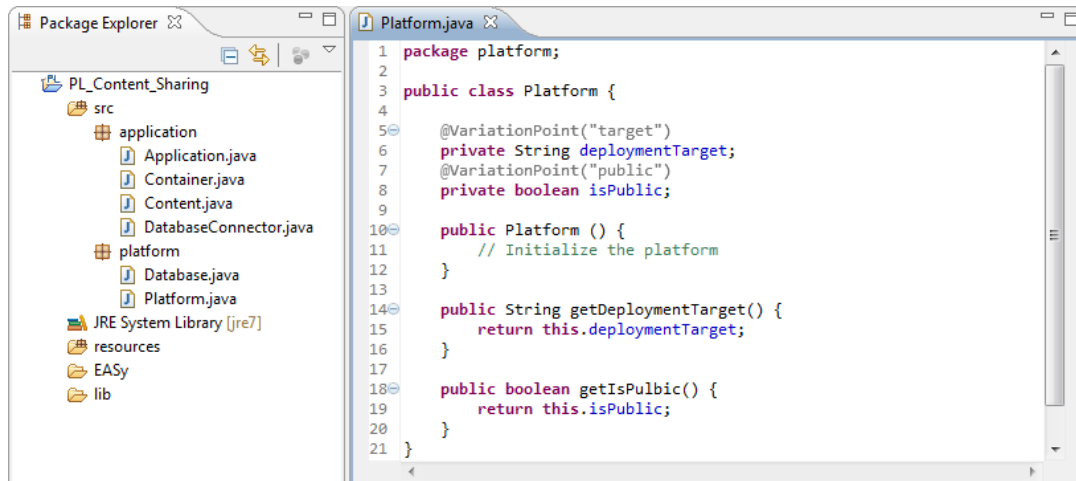 Package Explorer
PL_Content_Sharing
src
application
Application.java
Container.java
Content.java
DatabaseConnector.java
platform
Database.java
Platform.java
JRE System Library [jre7]
resources
EASy
lib
Platform.java
1 package platform;
2
3 public class Platform {
4
5 @VariationPoint("target")
6 private String deploymentTarget;
7 @VariationPoint("public")
8 private boolean isPublic;
9
10 public Platform () {
11 // Initialize the platform
12 }
13
14 public String getDeploymentTarget() {
15 return this.deploymentTarget;
16 }
17
18 public boolean getIsPulbic() {
19 return this.isPublic;
20 }
21 }